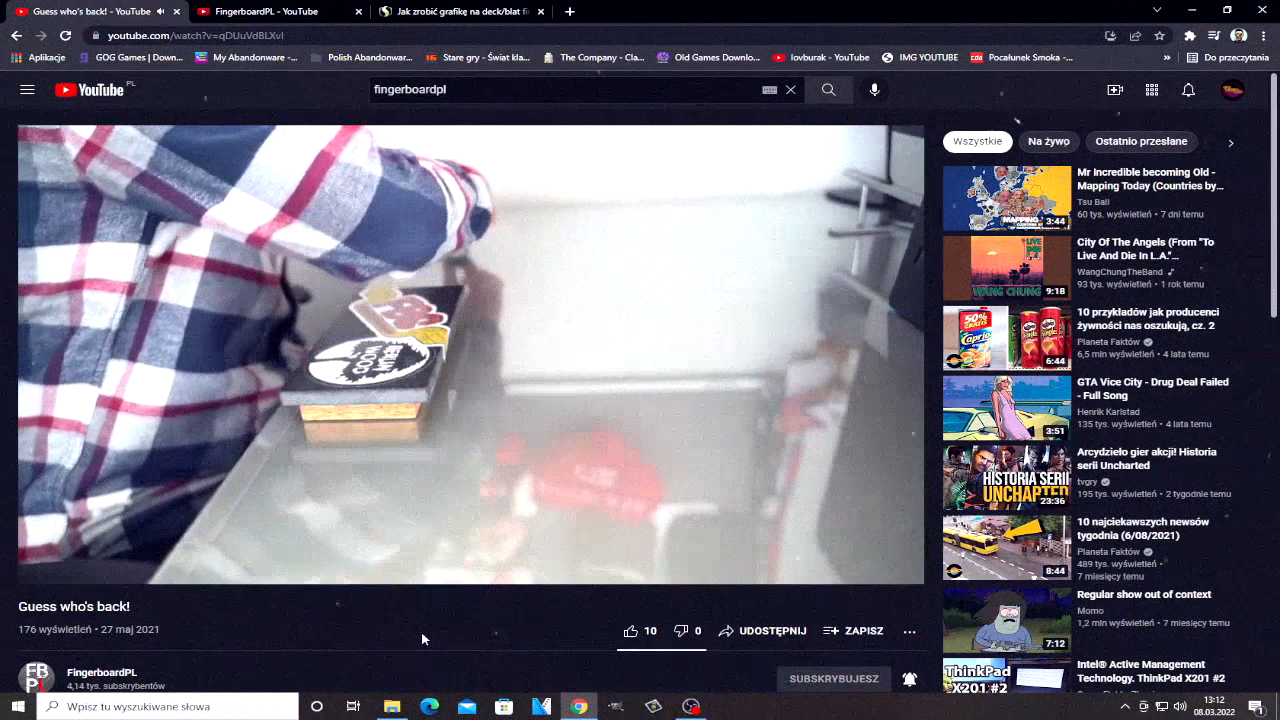 Guess who's back! - YouTube
FingerboardPL - YouTube
Jak zrobić grafikę na deck/blat fi
youtube.com/watch?v=qDUuVdBLXvI
Aplikacje
GOG Games | Downl...
My Abandonware -...
Polish Abandonwar...
Stare gry - Świat kla...
The Company - Cla...
Old Games Downlo...
lovburak - YouTube
IMG YOUTUBE
Pocałunek Smoka -...
»
Do przeczytania
YouTube PL
fingerboardpl
Wszystkie
Na żywo
Ostatnio przesłane
Mr Incredible becoming Old -
Mapping Today (Countries by...
Tsu Ball
60 tys. wyświetleń • 7 dni temu
MAPPING
3:44
City Of The Angels (From "To
Live And Die In L.A."...
WangChungTheBand
93 tys. wyświetleń • 1 rok temu
WANG CHUNG
9:18
10 przykładów jak producenci
żywności nas oszukują, cz. 2
Planeta Faktów
6,5 mln wyświetleń • 4 lata temu
50%
GRATIS
Caprio
6:44
GTA Vice City - Drug Deal Failed
- Full Song
Henrik Karlstad
135 tys. wyświetleń • 4 lata temu
3:51
Arcydzieło gier akcji! Historia
serii Uncharted
tvgry
195 tys. wyświetleń • 2 tygodnie temu
HISTORIA SERII
UNCHARTED
23:36
10 najciekawszych newsów
tygodnia (6/08/2021)
Planeta Faktów
489 tys. wyświetleń •
7 miesięcy temu
8:44
Regular show out of context
Momo
1,2 mln wyświetleń • 7 miesięcy temu
7:12
Intel® Active Management
Technology. ThinkPad X201 #2
ThinkPad
X201 #2
WOOD
Guess who's back!
176 wyświetleń • 27 maj 2021
10
0
UDOSTĘPNIJ
ZAPISZ
FB
PL
FingerboardPL
4,14 tys. subskrybentów
SUBSKRYBUJESZ
Wpisz tu wyszukiwane słowa
13:12
08.03.2022